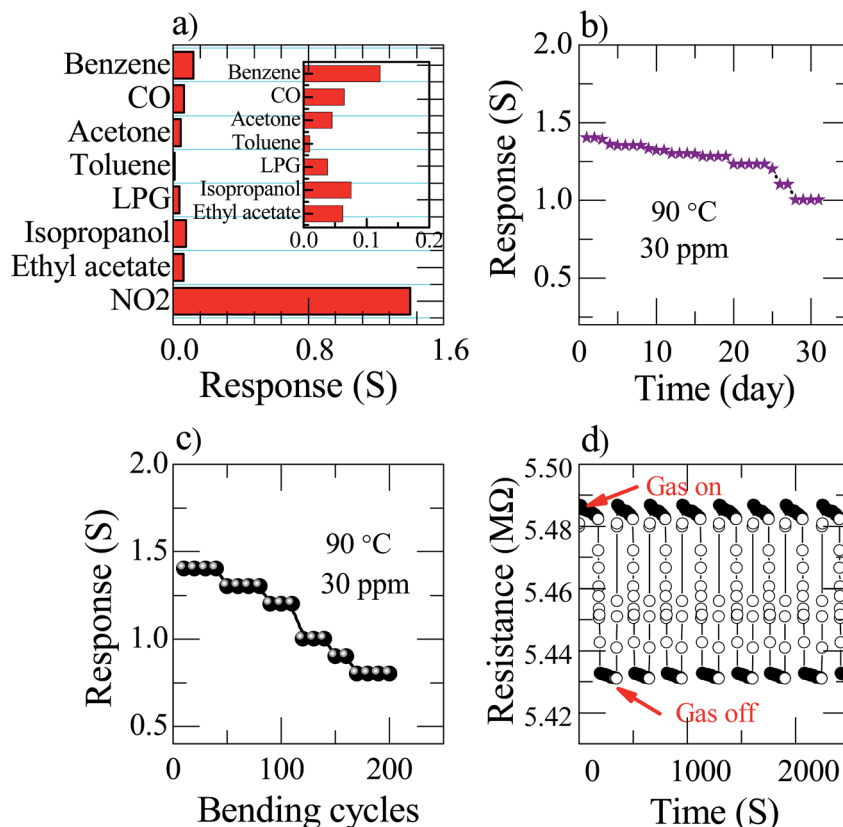 a)
Benzene
CO
Acetone
Toluene
LPG
Isopropanol
Ethyl acetate
NO2
Benzene
CO
Acetone
Toluene
LPG
Isopropanol
Ethyl acetate
0.0 0.1 0.2
0.0 0.8 1.6
Response (S)
b)
Response (S)
2.0
1.5
1.0
0.5
90 °C
30 ppm
0 10 20 30
Time (day)
c)
Response (S)
2.0
1.5
1.0
0.5
90 °C
30 ppm
0 100 200
Bending cycles
d)
Resistance (MΩ)
5.50
5.48
5.46
5.44
5.42
Gas on
Gas off
0 1000 2000
Time (S)